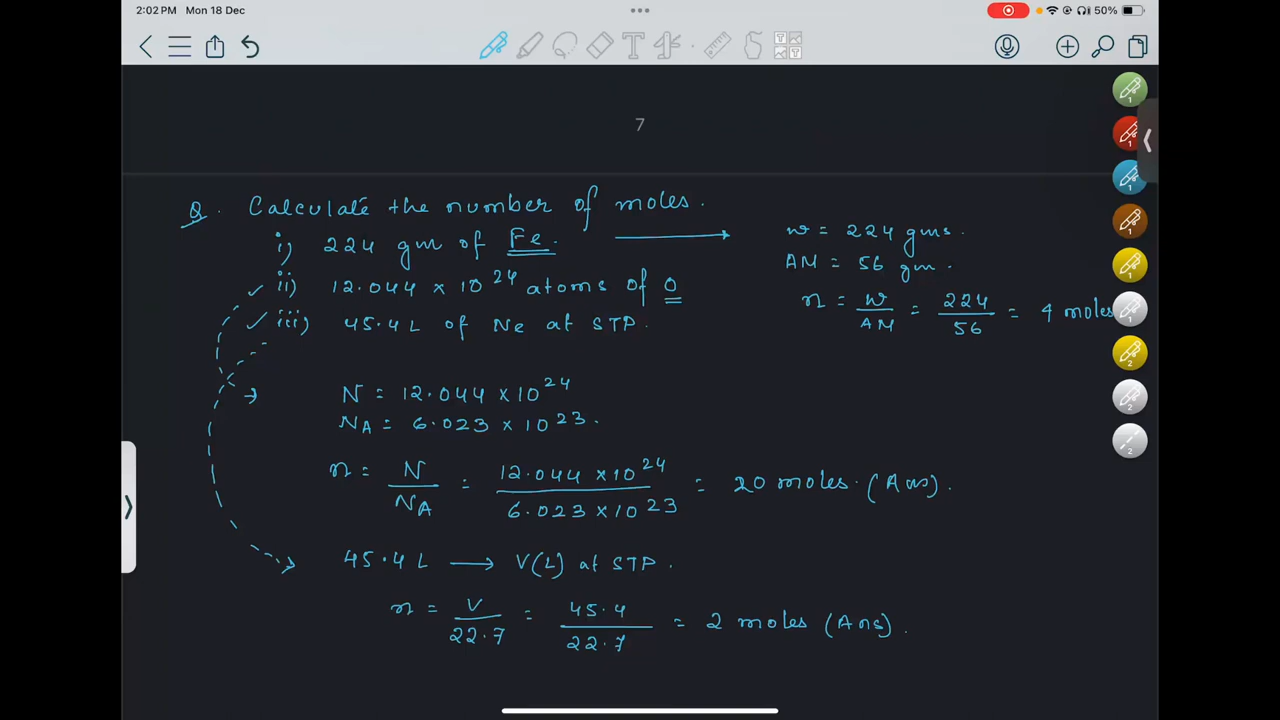 2:02 PM Mon 18 Dec
50%
7
Q. Calculate the number of moles.
i) 224 gm of Fe.
ii) 12.044 × 10^24 atoms of O
iii) 45.4 L of Ne at STP.
w = 224 gms.
AM = 56 gm.
n = w/AM = 224/56 = 4 moles
N = 12.044 × 10^24
NA = 6.023 × 10^23.
n = N/NA = 12.044 × 10^24 / 6.023 × 10^23 = 20 moles. (Ans).
45.4 L → V(L) at STP.
n = V/22.7 = 45.4/22.7 = 2 moles (Ans).